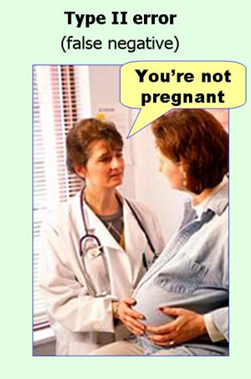 Type II error
(false negative)
You're not
pregnant